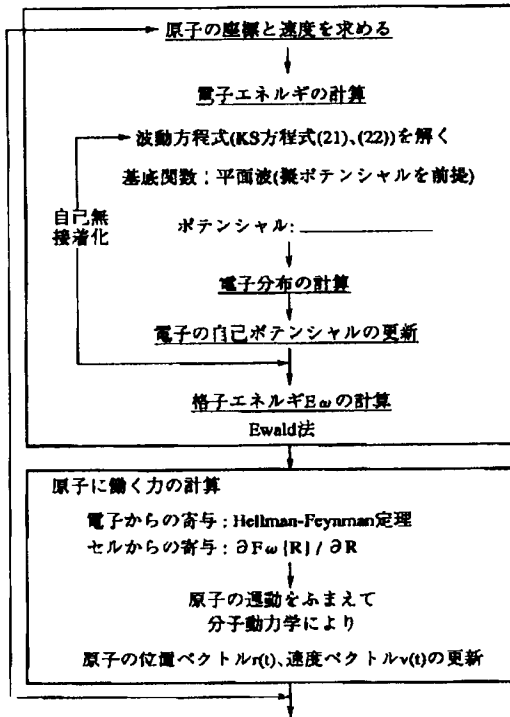 原子の座標と速度を求める
電子エネルギの計算
波動方程式(KS方程式(21)、(22))を解く
基底関数：平面波(擬ポテンシャルを前提)
自己無
接着化
ポテンシャル:
電子分布の計算
電子の自己ポテンシャルの更新
格子エネルギEωの計算
Ewald法
原子に働く力の計算
電子からの寄与：Hellman-Feynman定理
セルからの寄与：∂Fω{R} / ∂R
原子の運動をふまえて
分子動力学により
原子の位置ベクトルr(t)、速度ベクトルv(t)の更新